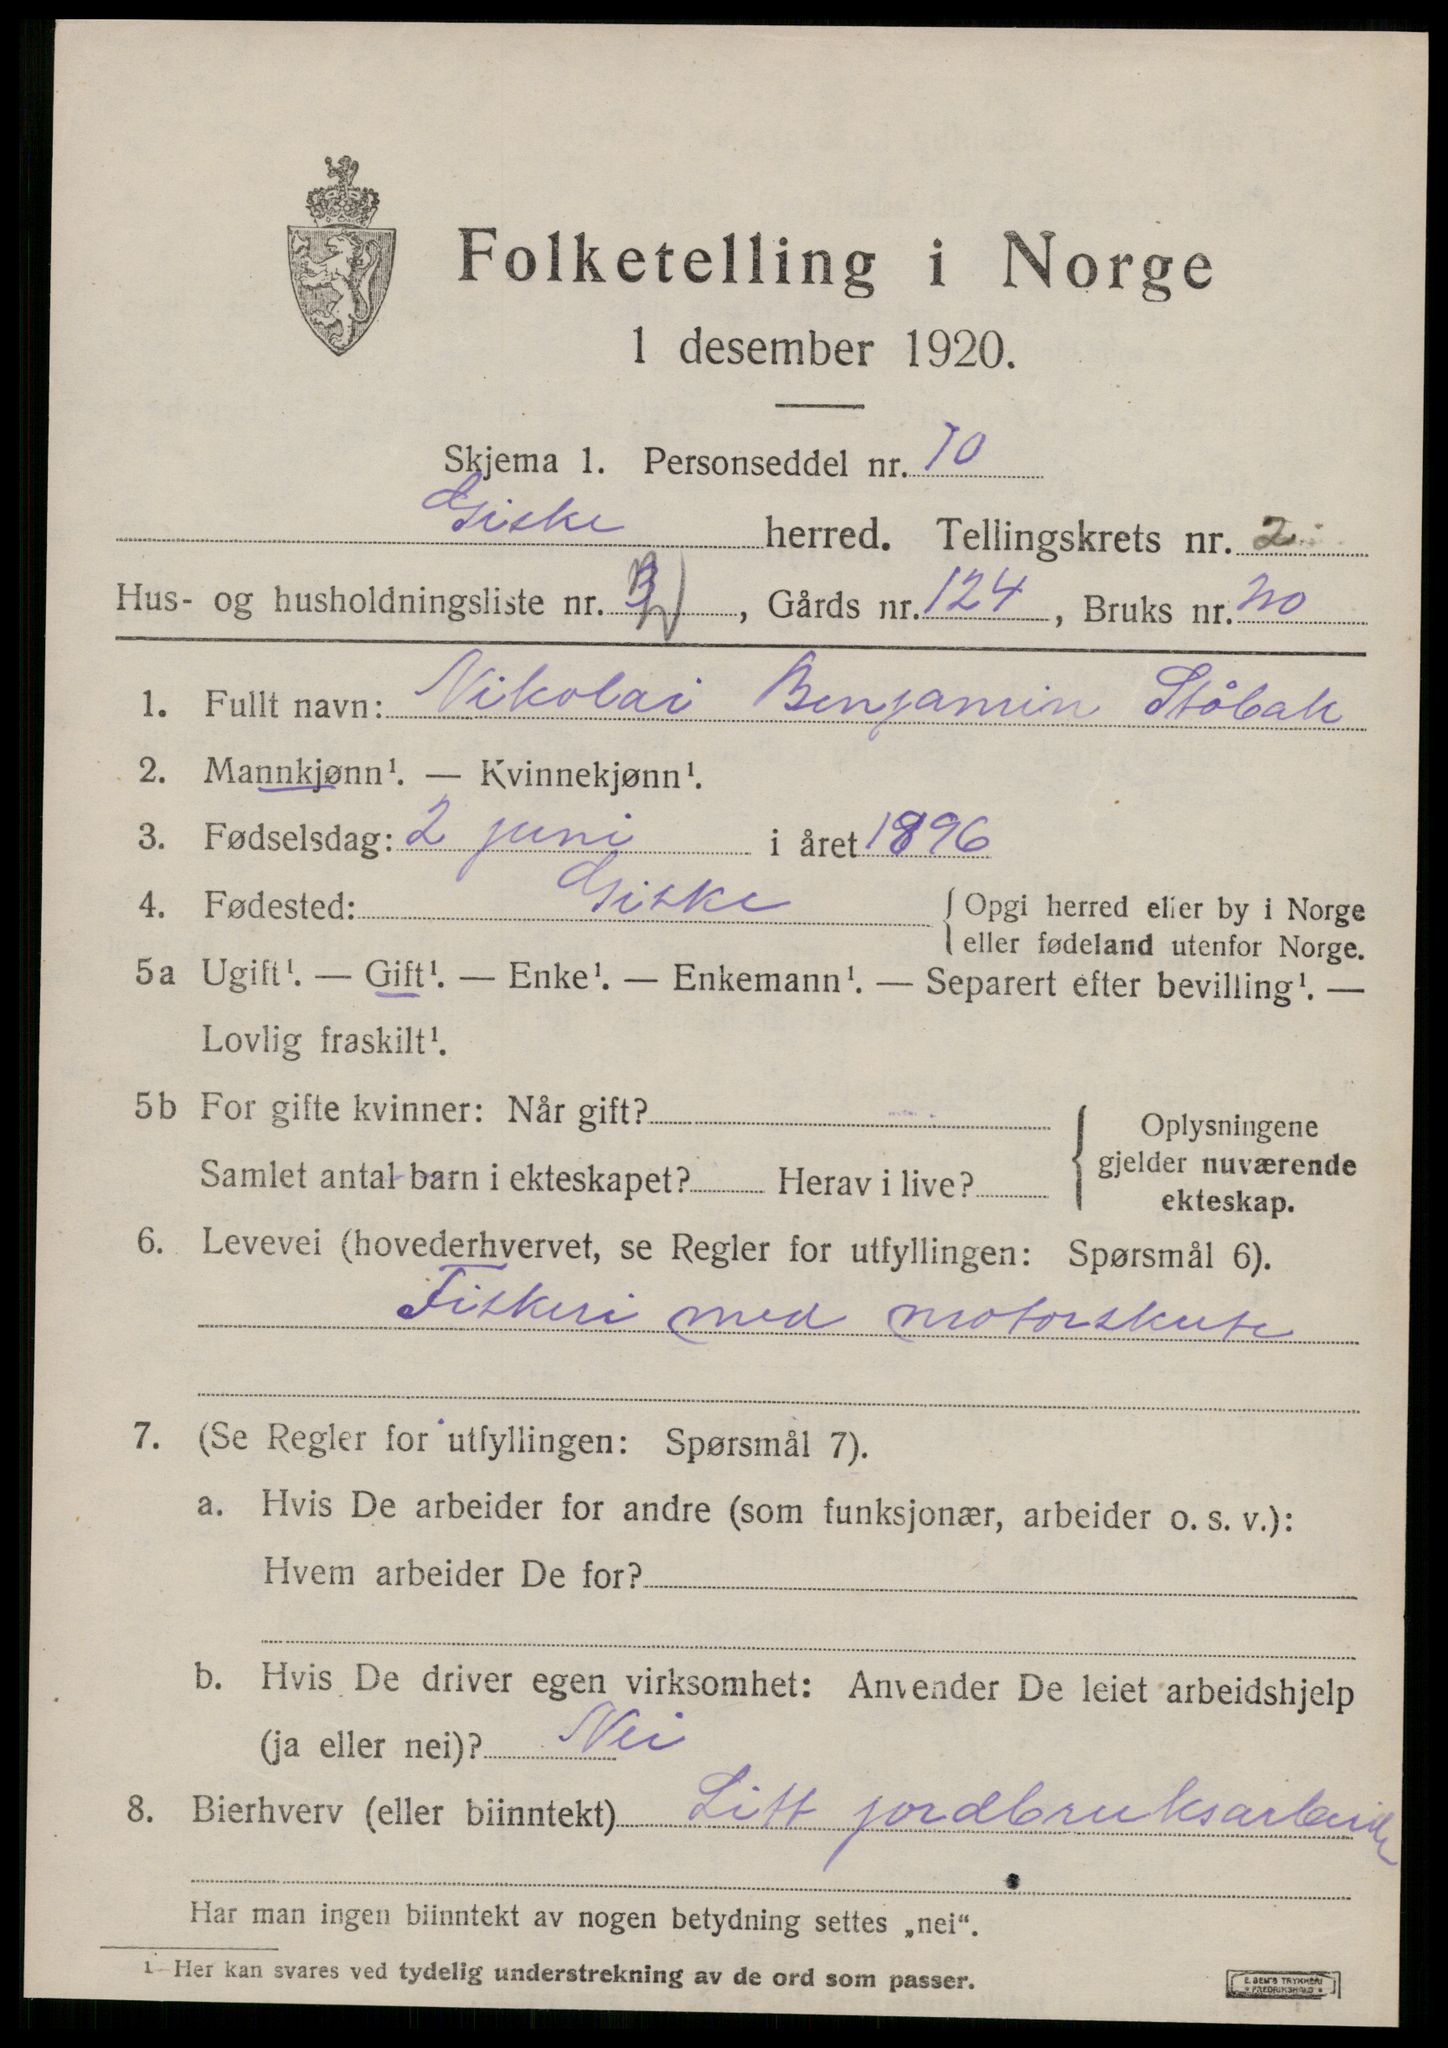 Folketelling i Norge
1 desember 1920.
Skjema 1. Personseddel nr. 70
Giske herred. Tellingskrets nr. 2
Hus- og husholdningsliste nr. , Gårds nr. 124, Bruks nr. 20
1. Fullt navn: Nikolai Benjamin Støbak
2. Mannkjønn¹. — Kvinnekjønn¹.
3. Fødselsdag: 2 juni i året 1896
4. Fødested: Giske { Opgi herred eller by i Norge
eller fødeland utenfor Norge.
5a Ugift¹. — Gift¹. — Enke¹. — Enkemann¹. — Separert efter bevilling¹. —
Lovlig fraskilt¹.
5b For gifte kvinner: Når gift? { Oplysningene
gjelder nuværende
Samlet antal barn i ekteskapet? Herav i live?
ekteskap.
6. Levevei (hovederhvervet, se Regler for utfyllingen: Spørsmål 6).
Fiskeri med motorskute
7. (Se Regler for utfyllingen: Spørsmål 7).
a. Hvis De arbeider for andre (som funksjonær, arbeider o. s. v.):
Hvem arbeider De for?
b. Hvis De driver egen virksomhet: Anvender De leiet arbeidshjelp
(ja eller nei)? Nei
8. Bierhverv (eller biinntekt) Litt jordbruksarbeide
Har man ingen biinntekt av nogen betydning settes „nei“.
1 Her kan svares ved tydelig understrekning av de ord som passer.
E. SEM'S TRYKKERI
FREDRIKSHALD